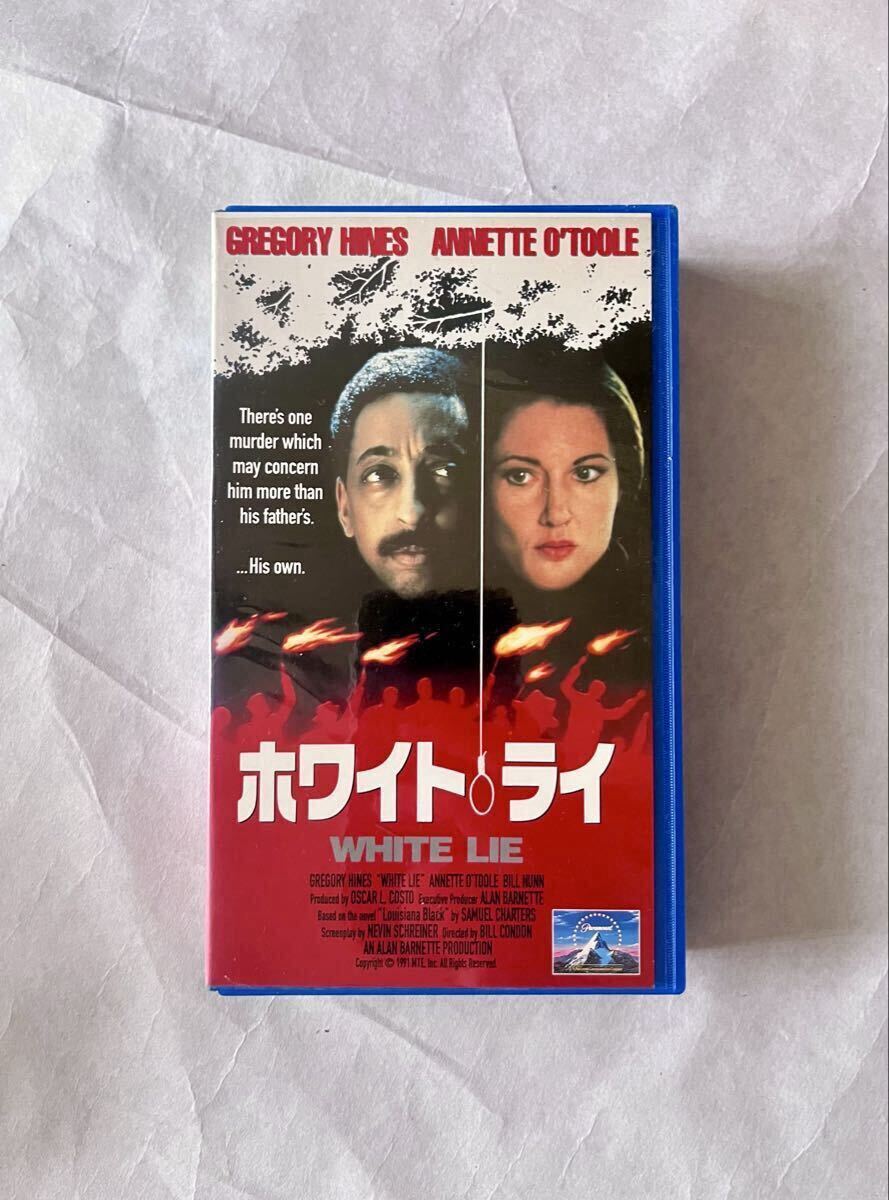 GREGORY HINES ANNETTE O'TOOLE
There's one
murder which
may concern
him more than
his father's.
...His own.
ホワイト・ライ
WHITE LIE
GREGORY HINES "WHITE LIE" ANNETTE O'TOOLE BILL NUNN
Produced by OSCAR L. COSTO Executive Producer ALAN BARNETTE
Based on the novel "Louisiana Black" by SAMUEL CHARTERS
Screenplay by NEVIN SCHREINER Directed by BILL CONDON
AN ALAN BARNETTE PRODUCTION
Copyright © 1991 M.T.E., Inc. All Rights Reserved.
Paramount